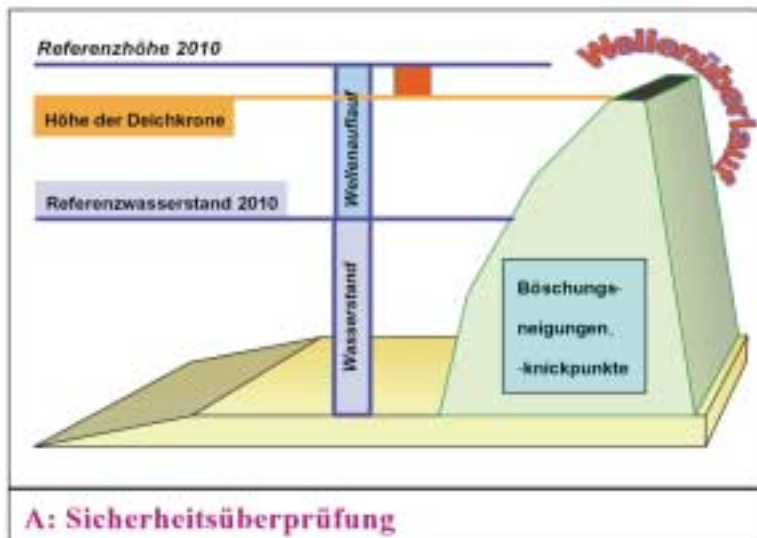 Referenzhöhe 2010
Wellenüberlauf
Höhe der Deichkrone
Wellenauflauf
Referenzwasserstand 2010
Wasserstand
Böschungs-
neigungen,
-knickpunkte
A: Sicherheitsüberprüfung